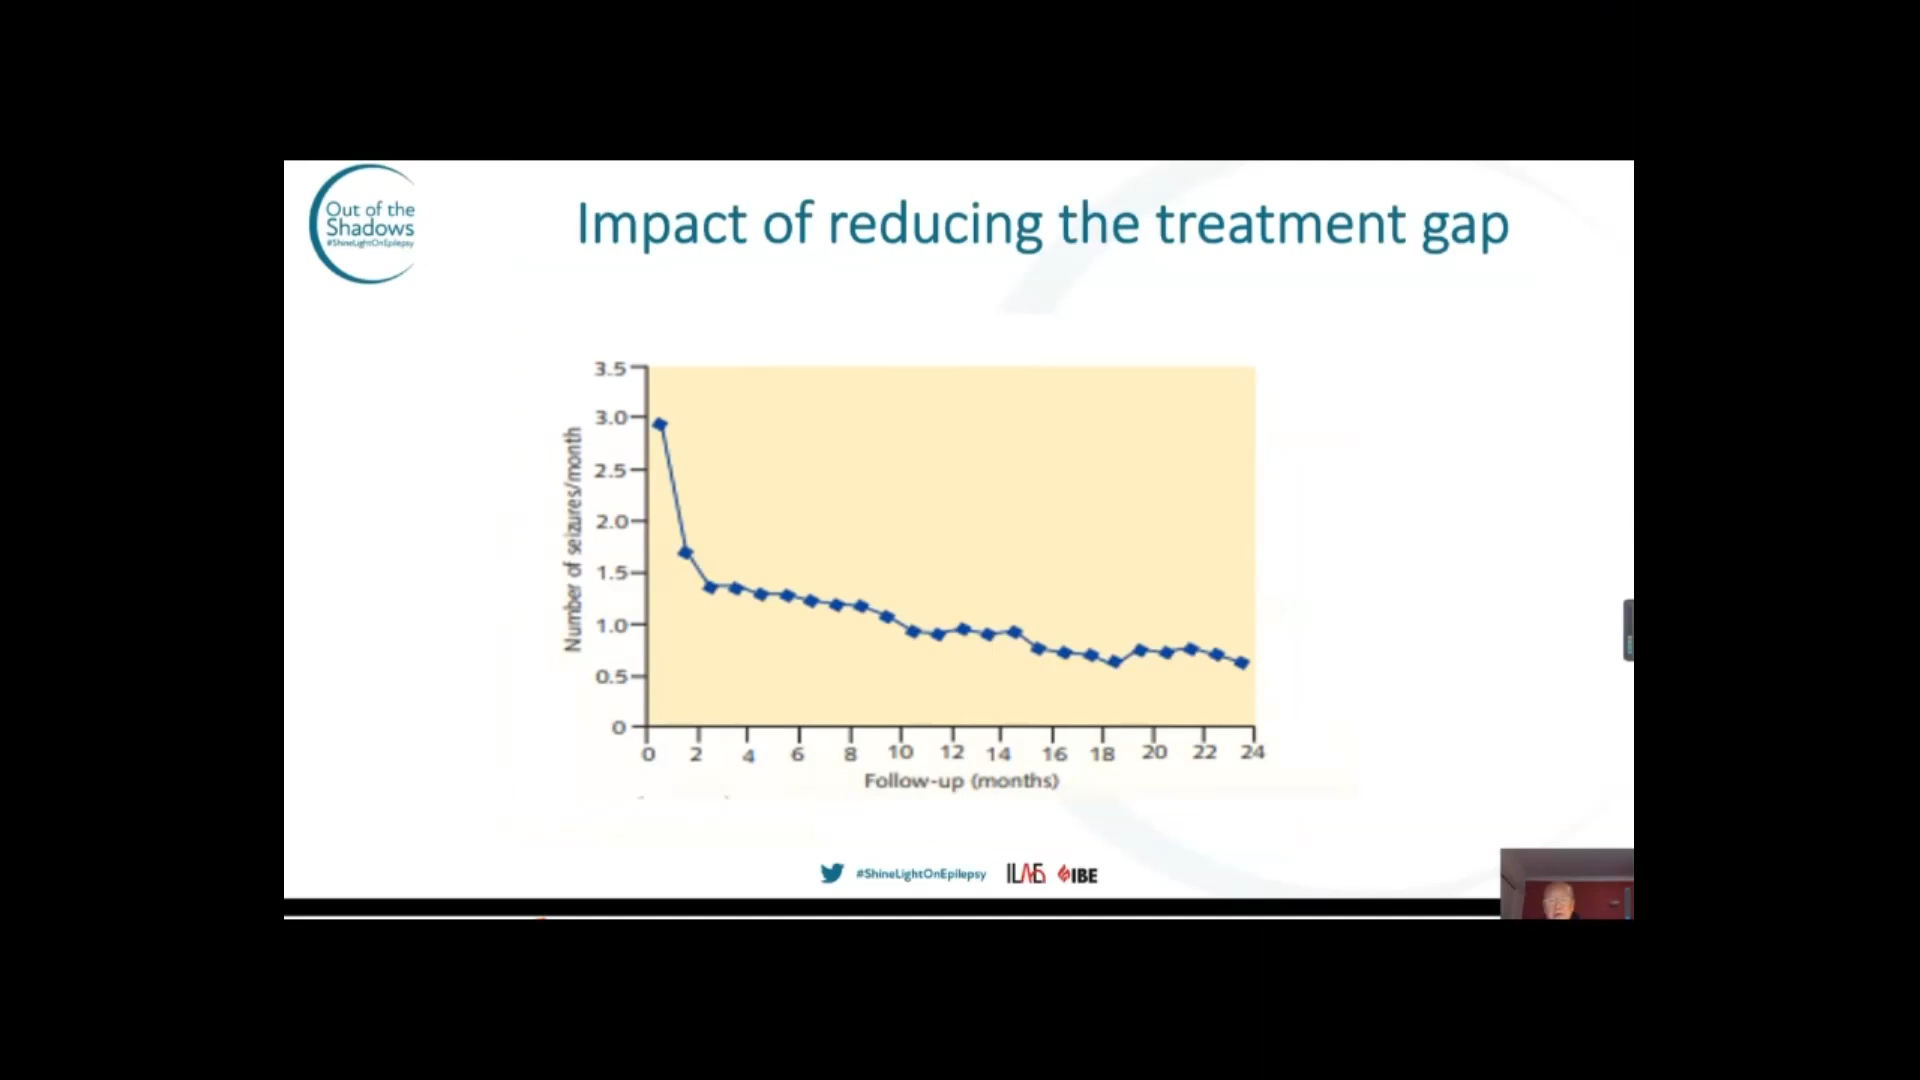 Out of the
Shadows
#ShineLightOnEpilepsy
Impact of reducing the treatment gap
Number of seizures/month
3.5
3.0
2.5
2.0
1.5
1.0
0.5
0
0 2 4 6 8 10 12 14 16 18 20 22 24
Follow-up (months)
#ShineLightOnEpilepsy ILAE IBE